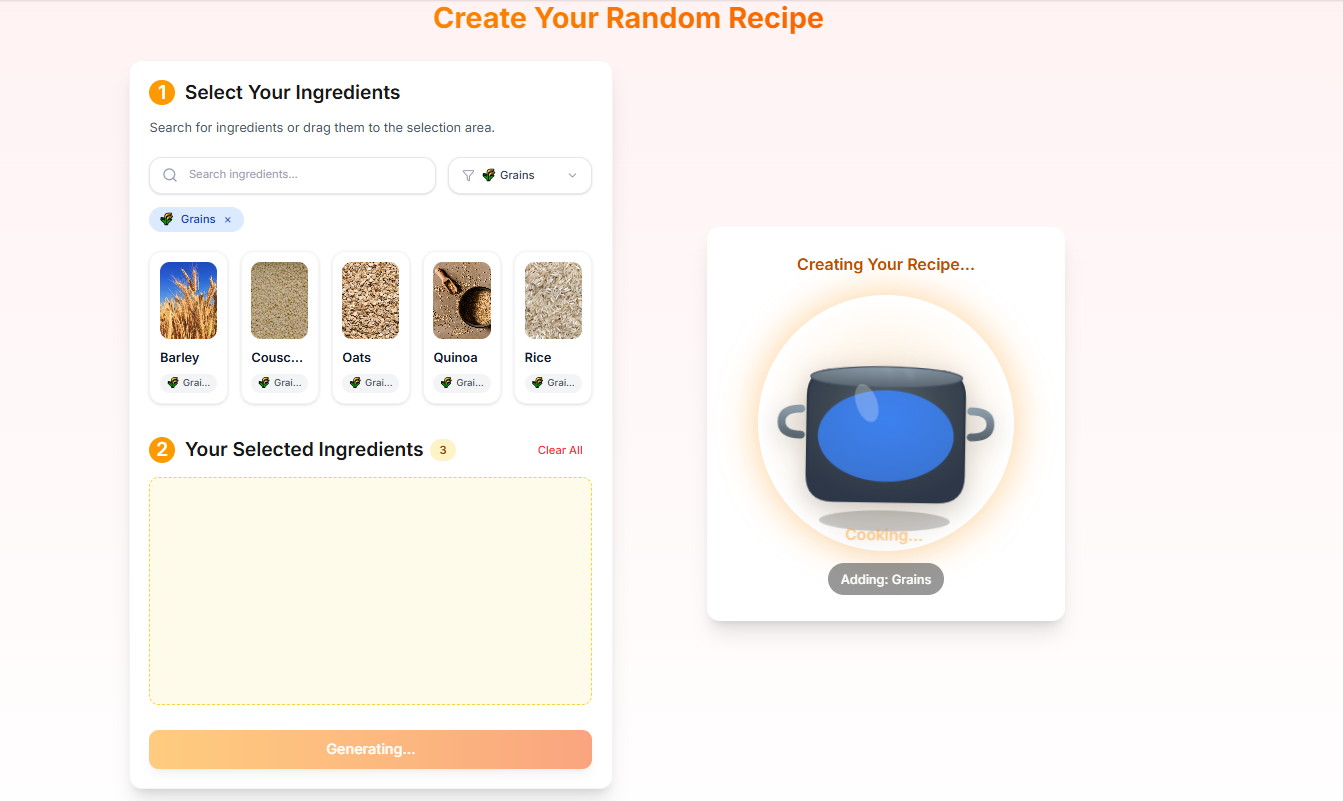 Create Your Random Recipe
1 Select Your Ingredients
Search for ingredients or drag them to the selection area.
Search ingredients...
Grains
Grains ×
Barley
Grai...
Cousc...
Grai...
Oats
Grai...
Quinoa
Grai...
Rice
Grai...
2 Your Selected Ingredients 3 Clear All
Generating...
Creating Your Recipe...
Cooking...
Adding: Grains